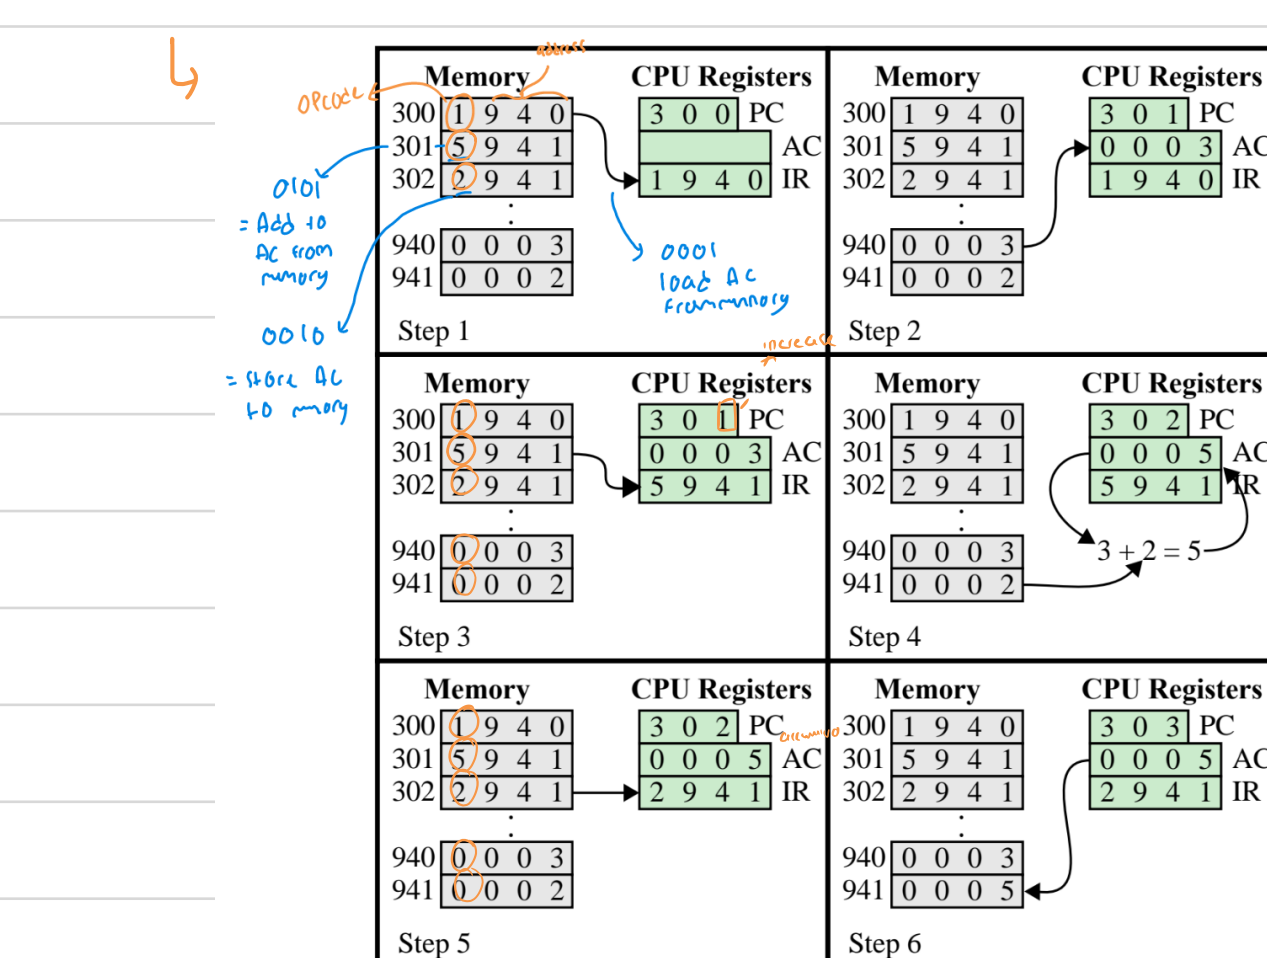 address
opcode
Memory CPU Registers
300 1 9 4 0 3 0 0 PC
301 5 9 4 1 AC
302 2 9 4 1 1 9 4 0 IR
940 0 0 0 3
941 0 0 0 2
Step 1
0101
= Add to
AC from
memory
0010
= store AC
to mmory
0001
load AC
from memory
Memory CPU Registers
300 1 9 4 0 3 0 1 PC
301 5 9 4 1 0 0 0 3 AC
302 2 9 4 1 1 9 4 0 IR
940 0 0 0 3
941 0 0 0 2
Step 2
increase
Memory CPU Registers
300 1 9 4 0 3 0 1 PC
301 5 9 4 1 0 0 0 3 AC
302 2 9 4 1 5 9 4 1 IR
940 0 0 0 3
941 0 0 0 2
Step 3
Memory CPU Registers
300 1 9 4 0 3 0 2 PC
301 5 9 4 1 0 0 0 5 AC
302 2 9 4 1 5 9 4 1 IR
940 0 0 0 3 3 + 2 = 5
941 0 0 0 2
Step 4
Memory CPU Registers
300 1 9 4 0 3 0 2 PC
301 5 9 4 1 0 0 0 5 AC
302 2 9 4 1 2 9 4 1 IR
940 0 0 0 3
941 0 0 0 2
Step 5
Memory CPU Registers
300 1 9 4 0 3 0 3 PC
301 5 9 4 1 0 0 0 5 AC
302 2 9 4 1 2 9 4 1 IR
940 0 0 0 3
941 0 0 0 5
Step 6